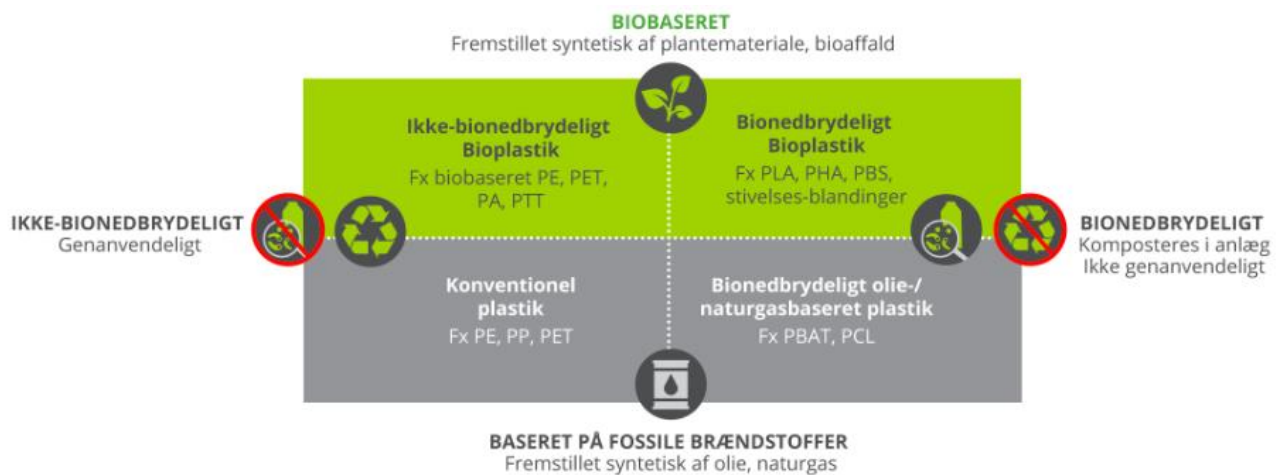 BIOBASERET
Fremstillet syntetisk af plantemateriale, bioaffald
Ikke-bionedbrydeligt
Bioplastik
Fx biobaseret PE, PET,
PA, PTT
Bionedbrydeligt
Bioplastik
Fx PLA, PHA, PBS,
stivelses-blandinger
IKKE-BIONEDBRYDELIGT
Genanvendeligt
BIONEDBRYDELIGT
Komposteres i anlæg
Ikke genanvendeligt
Konventionel
plastik
Fx PE, PP, PET
Bionedbrydeligt olie-/
naturgasbaseret plastik
Fx PBAT, PCL
BASERET PÅ FOSSILE BRÆNDSTOFFER
Fremstillet syntetisk af olie, naturgas